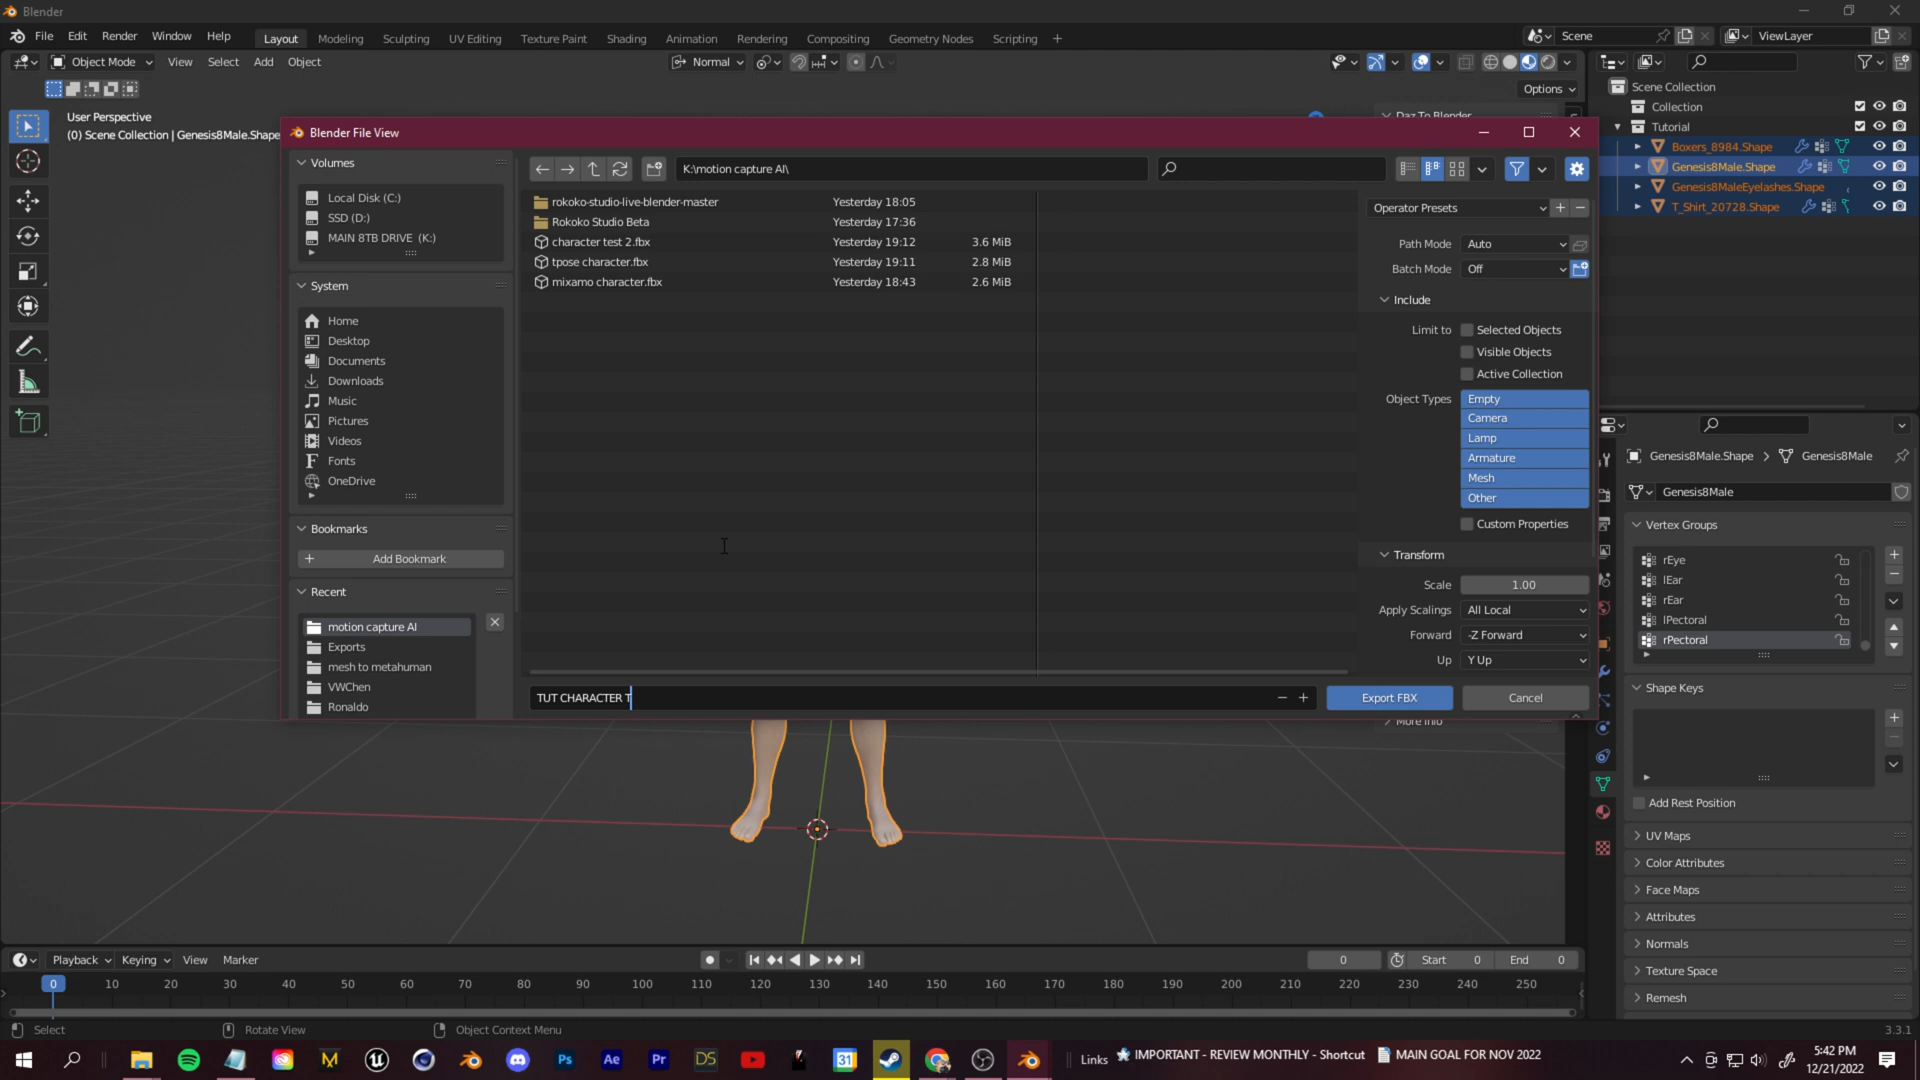 Blender
File Edit Render Window Help
Layout Modeling Sculpting UV Editing Texture Paint Shading Animation Rendering Compositing Geometry Nodes Scripting +
Scene
ViewLayer
Object Mode View Select Add Object
Normal
Options
User Perspective
(0) Scene Collection | Genesis8Male.Shape
Daz To Blender
Blender File View
Volumes
Local Disk (C:)
SSD (D:)
MAIN 8TB DRIVE (K:)
System
Home
Desktop
Documents
Downloads
Music
Pictures
Videos
Fonts
OneDrive
Bookmarks
Add Bookmark
Recent
motion capture AI
Exports
mesh to metahuman
VWChen
Ronaldo
K:\motion capture AI\
rokoko-studio-live-blender-master Yesterday 18:05
Rokoko Studio Beta Yesterday 17:36
character test 2.fbx Yesterday 19:12 3.6 MiB
tpose character.fbx Yesterday 19:11 2.8 MiB
mixamo character.fbx Yesterday 18:43 2.6 MiB
TUT CHARACTER T
Operator Presets
Path Mode Auto
Batch Mode Off
Include
Limit to Selected Objects
Visible Objects
Active Collection
Object Types Empty
Camera
Lamp
Armature
Mesh
Other
Custom Properties
Transform
Scale 1.00
Apply Scalings All Local
Forward -Z Forward
Up Y Up
Export FBX
Cancel
More Info
Scene Collection
Collection
Tutorial
Boxers_8984.Shape
Genesis8Male.Shape
Genesis8MaleEyelashes.Shape
T_Shirt_20728.Shape
Genesis8Male.Shape > Genesis8Male
Genesis8Male
Vertex Groups
rEye
lEar
rEar
lPectoral
rPectoral
Shape Keys
Add Rest Position
UV Maps
Color Attributes
Face Maps
Attributes
Normals
Texture Space
Remesh
Playback Keying View Marker
0 Start 0 End 0
0 10 20 30 40 50 60 70 80 90 100 110 120 130 140 150 160 170 180 190 200 210 220 230 240 250
Select Rotate View Object Context Menu
3.3.1
Ps Ae Pr DS 31
Links IMPORTANT - REVIEW MONTHLY - Shortcut MAIN GOAL FOR NOV 2022
5:42 PM
12/21/2022